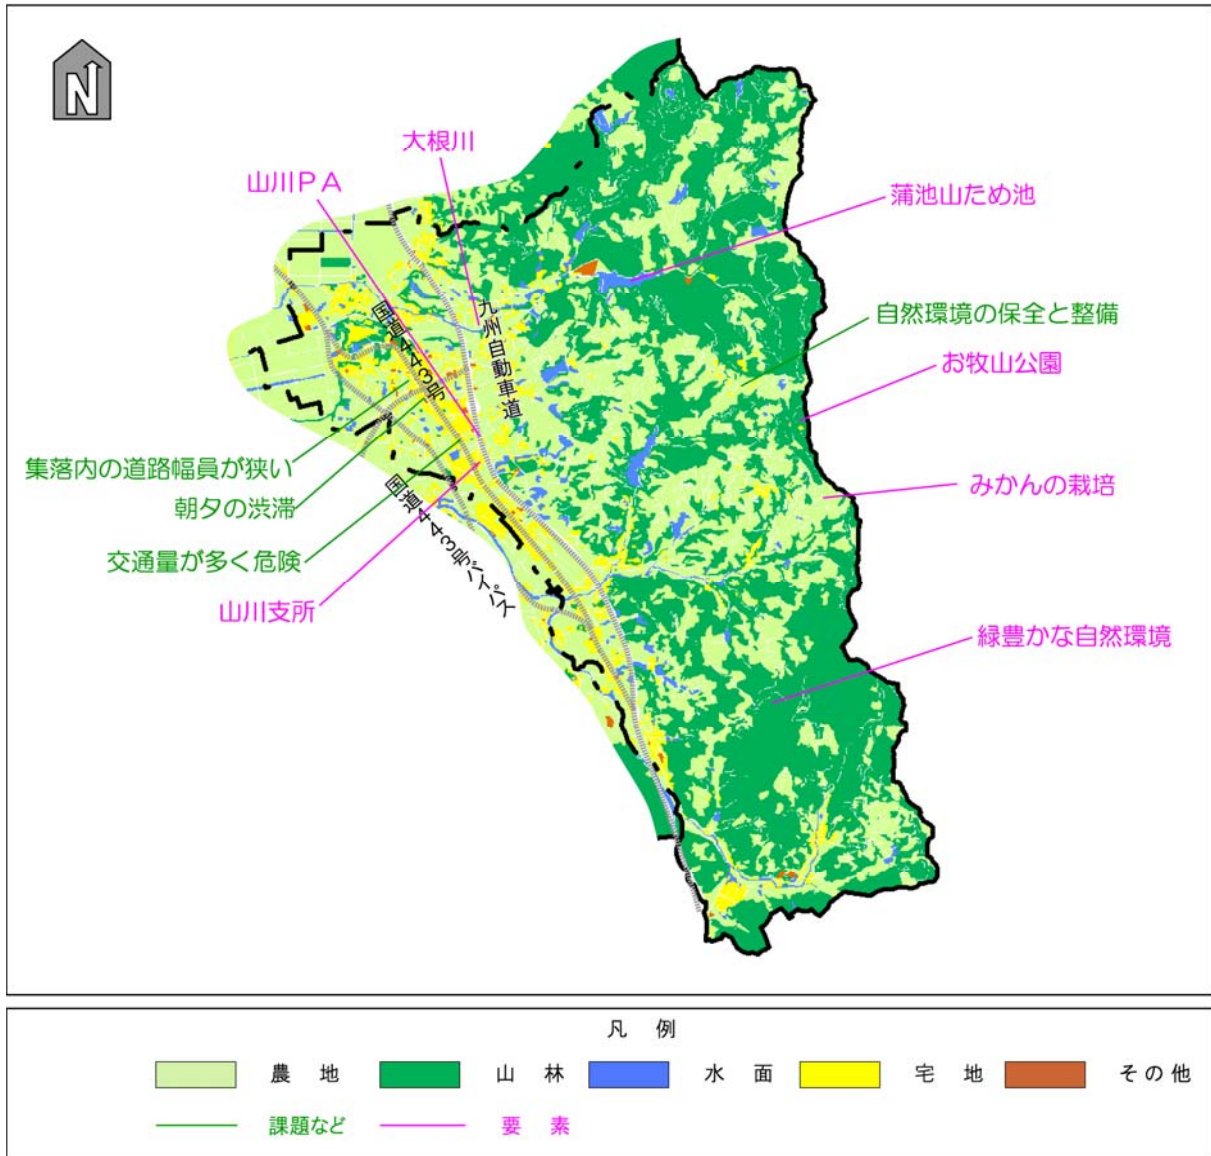 N
大根川
山川PA
蒲池山ため池
自然環境の保全と整備
お牧山公園
国道443号
九州自動車道
集落内の道路幅員が狭い
みかんの栽培
朝夕の渋滞
国道443号バイパス
交通量が多く危険
山川支所
緑豊かな自然環境
凡 例
農 地 山 林 水 面 宅 地 その他
課題など 要 素